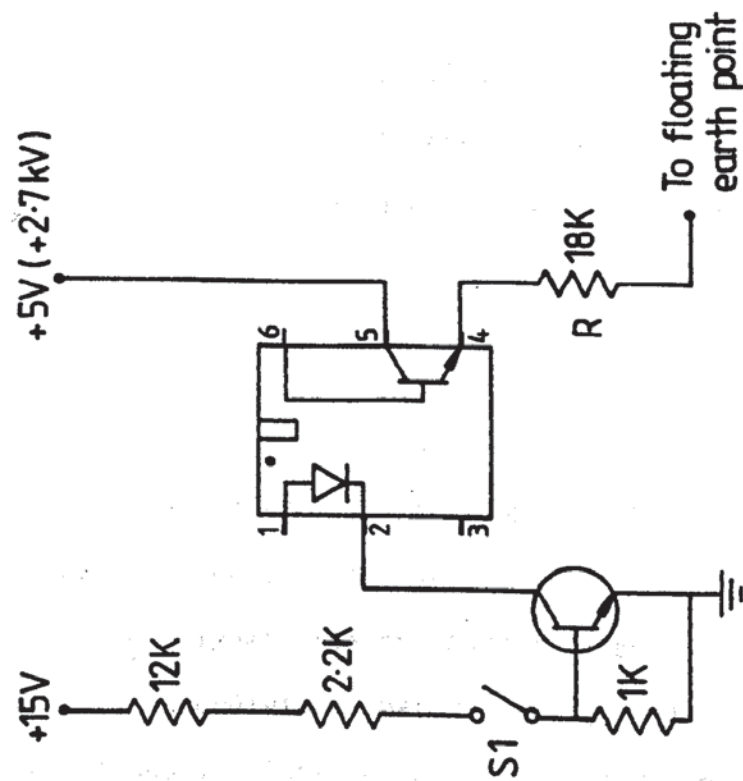 +15V
12K
2·2K
S1
1K
1
2
3
6
5
4
+5V (+2·7kV)
18K
R
To floating
earth point